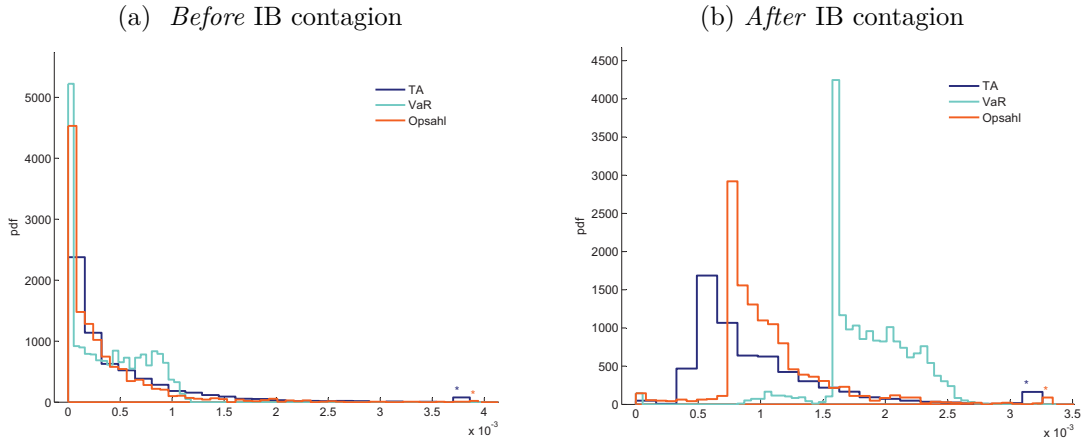 (a) Before IB contagion
pdf
5000
4000
3000
2000
1000
0
0 0.5 1 1.5 2 2.5 3 3.5 4
x 10⁻³
TA
VaR
Opsahl
* *
(b) After IB contagion
pdf
4500
4000
3500
3000
2500
2000
1500
1000
500
0
0 0.5 1 1.5 2 2.5 3 3.5
x 10⁻³
TA
VaR
Opsahl
* *